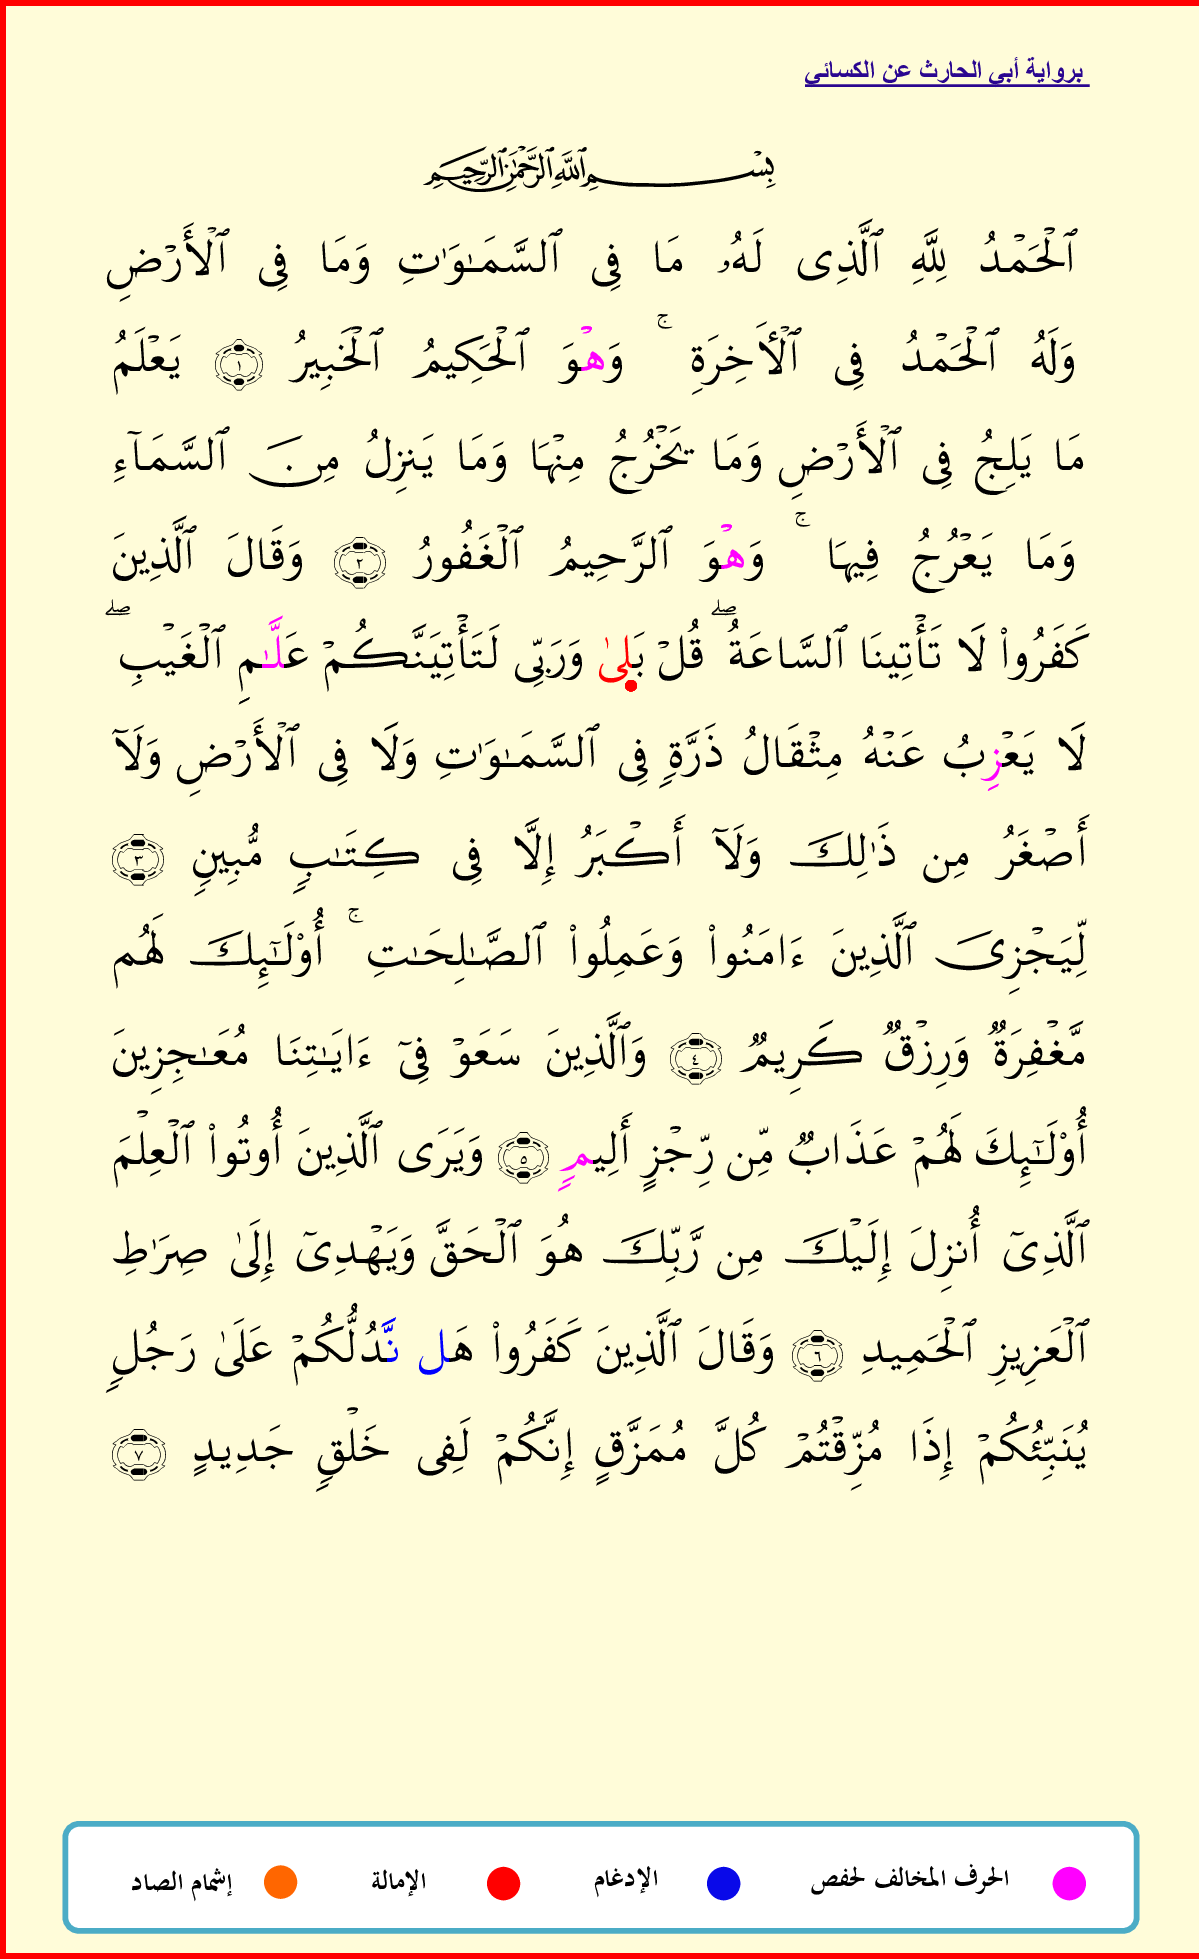 برواية أبي الحارث عن الكسائي
بِسۡمِ ٱللَّهِ ٱلرَّحۡمَٰنِ ٱلرَّحِيمِ
ٱلۡحَمۡدُ لِلَّهِ ٱلَّذِى لَهُۥ مَا فِى ٱلسَّمَـٰوَٰتِ وَمَا فِى ٱلۡأَرۡضِ
وَلَهُ ٱلۡحَمۡدُ فِى ٱلۡأَخِرَةِ ۚ وَهۡوَ ٱلۡحَكِيمُ ٱلۡخَبِيرُ ١ يَعۡلَمُ
مَا يَلِجُ فِى ٱلۡأَرۡضِ وَمَا يَخۡرُجُ مِنۡهَا وَمَا يَنزِلُ مِنَ ٱلسَّمَآءِ
وَمَا يَعۡرُجُ فِيهَا ۚ وَهۡوَ ٱلرَّحِيمُ ٱلۡغَفُورُ ٢ وَقَالَ ٱلَّذِينَ
كَفَرُواْ لَا تَأۡتِينَا ٱلسَّاعَةُ ۖ قُلۡ بَلِىٰ وَرَبِّى لَتَأۡتِيَنَّكُمۡ عَلَّـٰمِ ٱلۡغَيۡبِ ۖ
لَا يَعۡزِبُ عَنۡهُ مِثۡقَالُ ذَرَّةٍ فِى ٱلسَّمَـٰوَٰتِ وَلَا فِى ٱلۡأَرۡضِ وَلَآ
أَصۡغَرُ مِن ذَٰلِكَ وَلَآ أَكۡبَرُ إِلَّا فِى كِتَـٰبٍ مُّبِينٍ ٣
لِّيَجۡزِىَ ٱلَّذِينَ ءَامَنُواْ وَعَمِلُواْ ٱلصَّـٰلِحَـٰتِ ۚ أُوْلَـٰٓئِكَ لَهُم
مَّغۡفِرَةٌ وَرِزۡقٌ كَرِيمٌ ٤ وَٱلَّذِينَ سَعَوۡ فِىٓ ءَايَـٰتِنَا مُعَـٰجِزِينَ
أُوْلَـٰٓئِكَ لَهُمۡ عَذَابٌ مِّن رِّجۡزٍ أَلِيمٍ ٥ وَيَرَى ٱلَّذِينَ أُوتُواْ ٱلۡعِلۡمَ
ٱلَّذِىٓ أُنزِلَ إِلَيۡكَ مِن رَّبِّكَ هُوَ ٱلۡحَقَّ وَيَهۡدِىٓ إِلَىٰ صِرَٰطِ
ٱلۡعَزِيزِ ٱلۡحَمِيدِ ٦ وَقَالَ ٱلَّذِينَ كَفَرُواْ هَل نَّدُلُّكُمۡ عَلَىٰ رَجُلٍ
يُنَبِّئُكُمۡ إِذَا مُزِّقۡتُمۡ كُلَّ مُمَزَّقٍ إِنَّكُمۡ لَفِى خَلۡقٍ جَدِيدٍ ٧
الحرف المخالف لحفص الإدغام الإمالة إشمام الصاد